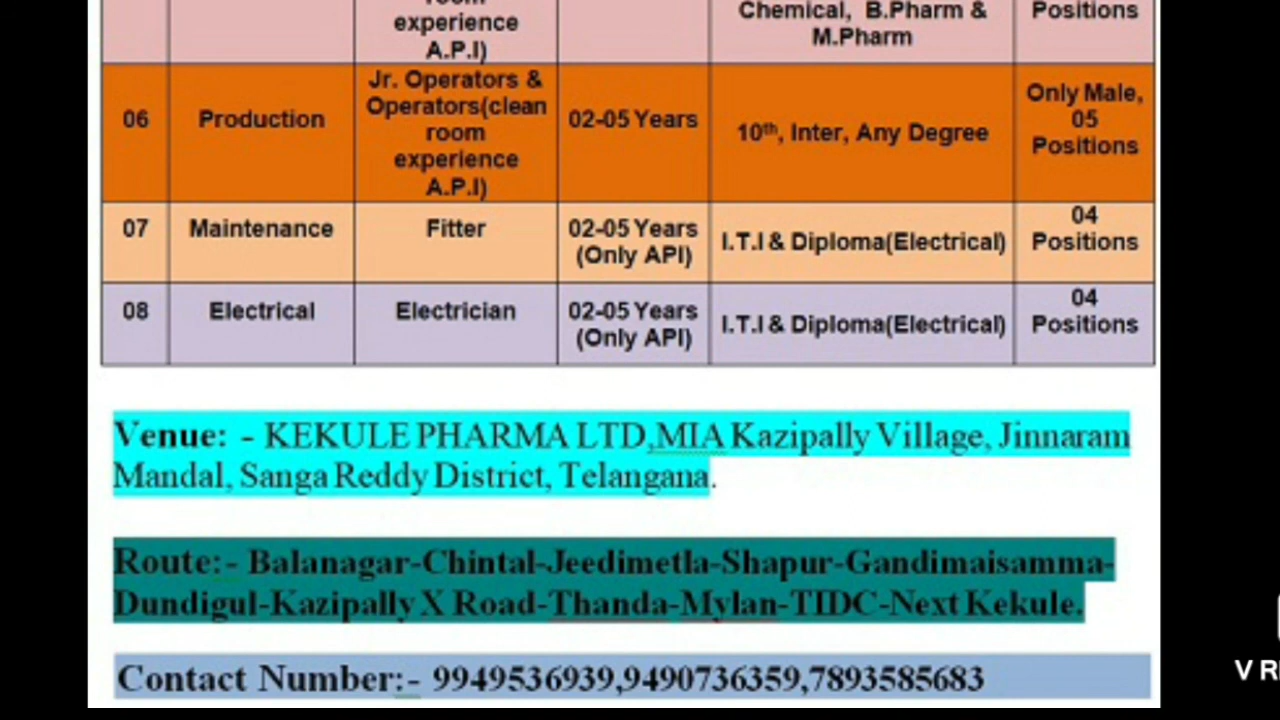 experience
A.P.I)
Chemical, B.Pharm &
M.Pharm
Positions
06
Production
Jr. Operators &
Operators(clean
room
experience
A.P.I)
02-05 Years
10th, Inter, Any Degree
Only Male,
05
Positions
07
Maintenance
Fitter
02-05 Years
(Only API)
I.T.I & Diploma(Electrical)
04
Positions
08
Electrical
Electrician
02-05 Years
(Only API)
I.T.I & Diploma(Electrical)
04
Positions
Venue: - KEKULE PHARMA LTD,MIA Kazipally Village, Jinnaram
Mandal, Sanga Reddy District, Telangana.
Route:- Balanagar-Chintal-Jeedimetla-Shapur-Gandimaisamma-
Dundigul-Kazipally X Road-Thanda-Mylan-TIDC-Next Kekule.
Contact Number:- 9949536939,9490736359,7893585683